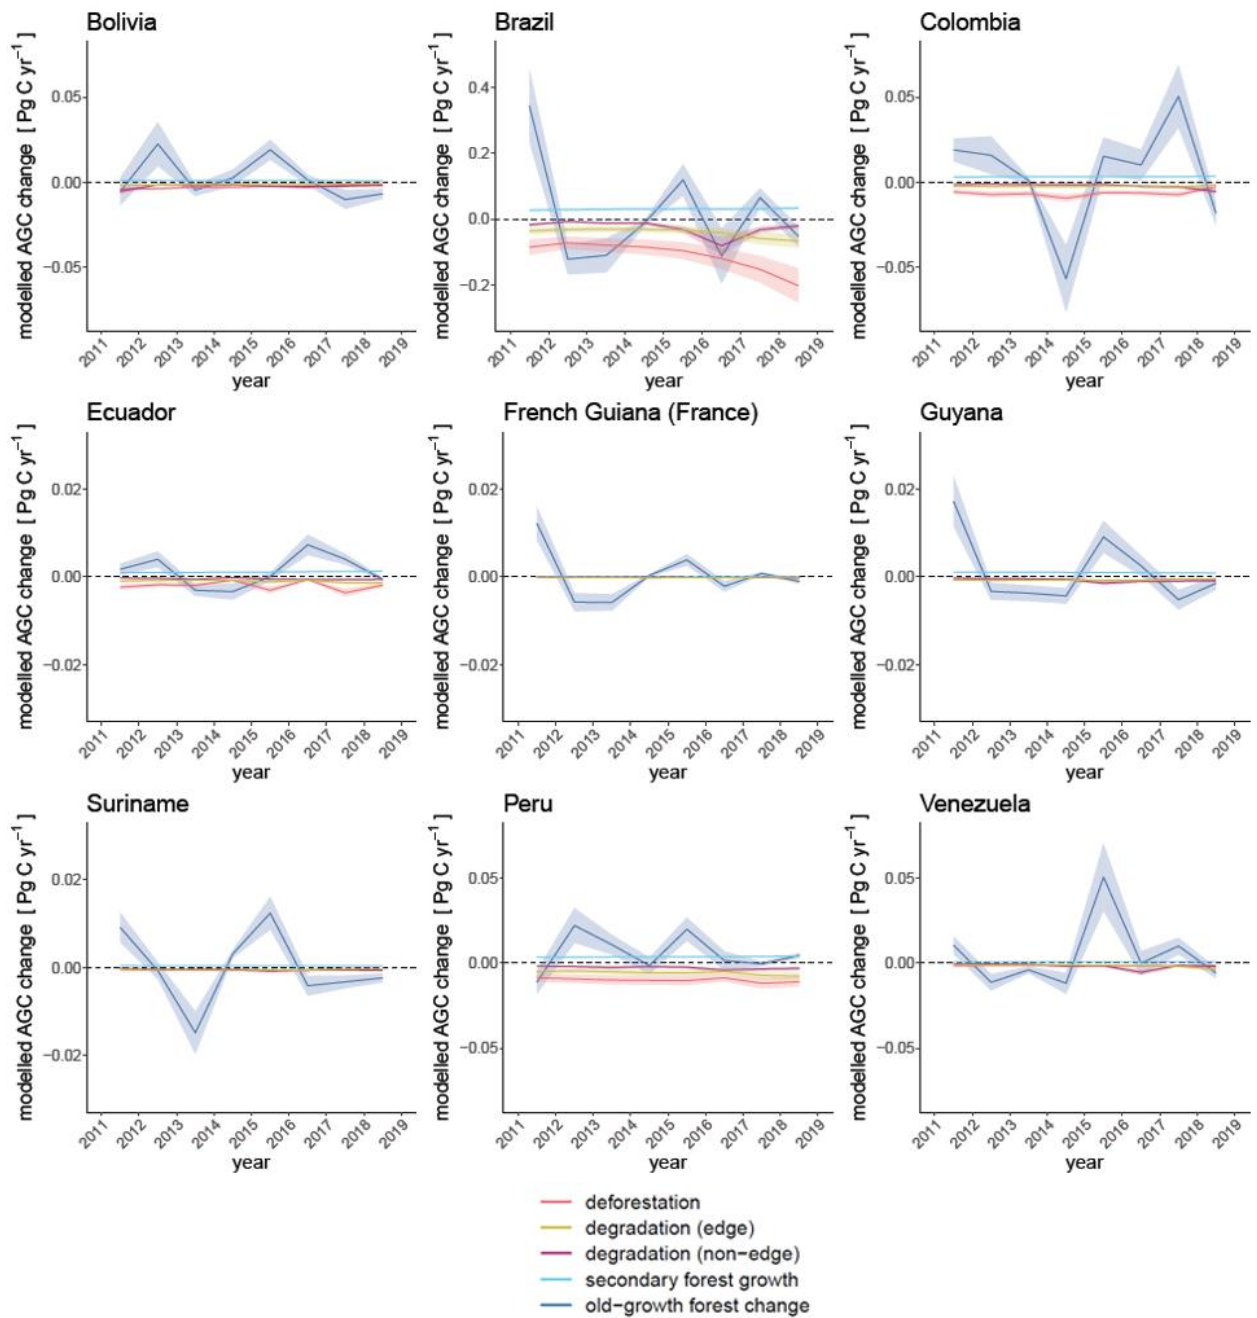 Bolivia
modelled AGC change [ Pg C yr⁻¹ ]
0.05
0.00
−0.05
2011 2012 2013 2014 2015 2016 2017 2018 2019
year
Brazil
modelled AGC change [ Pg C yr⁻¹ ]
0.4
0.2
0.0
−0.2
2011 2012 2013 2014 2015 2016 2017 2018 2019
year
Colombia
modelled AGC change [ Pg C yr⁻¹ ]
0.05
0.00
−0.05
2011 2012 2013 2014 2015 2016 2017 2018 2019
year
Ecuador
modelled AGC change [ Pg C yr⁻¹ ]
0.02
0.00
−0.02
2011 2012 2013 2014 2015 2016 2017 2018 2019
year
French Guiana (France)
modelled AGC change [ Pg C yr⁻¹ ]
0.02
0.00
−0.02
2011 2012 2013 2014 2015 2016 2017 2018 2019
year
Guyana
modelled AGC change [ Pg C yr⁻¹ ]
0.02
0.00
−0.02
2011 2012 2013 2014 2015 2016 2017 2018 2019
year
Suriname
modelled AGC change [ Pg C yr⁻¹ ]
0.02
0.00
−0.02
2011 2012 2013 2014 2015 2016 2017 2018 2019
year
Peru
modelled AGC change [ Pg C yr⁻¹ ]
0.05
0.00
−0.05
2011 2012 2013 2014 2015 2016 2017 2018 2019
year
Venezuela
modelled AGC change [ Pg C yr⁻¹ ]
0.05
0.00
−0.05
2011 2012 2013 2014 2015 2016 2017 2018 2019
year
deforestation
degradation (edge)
degradation (non−edge)
secondary forest growth
old−growth forest change